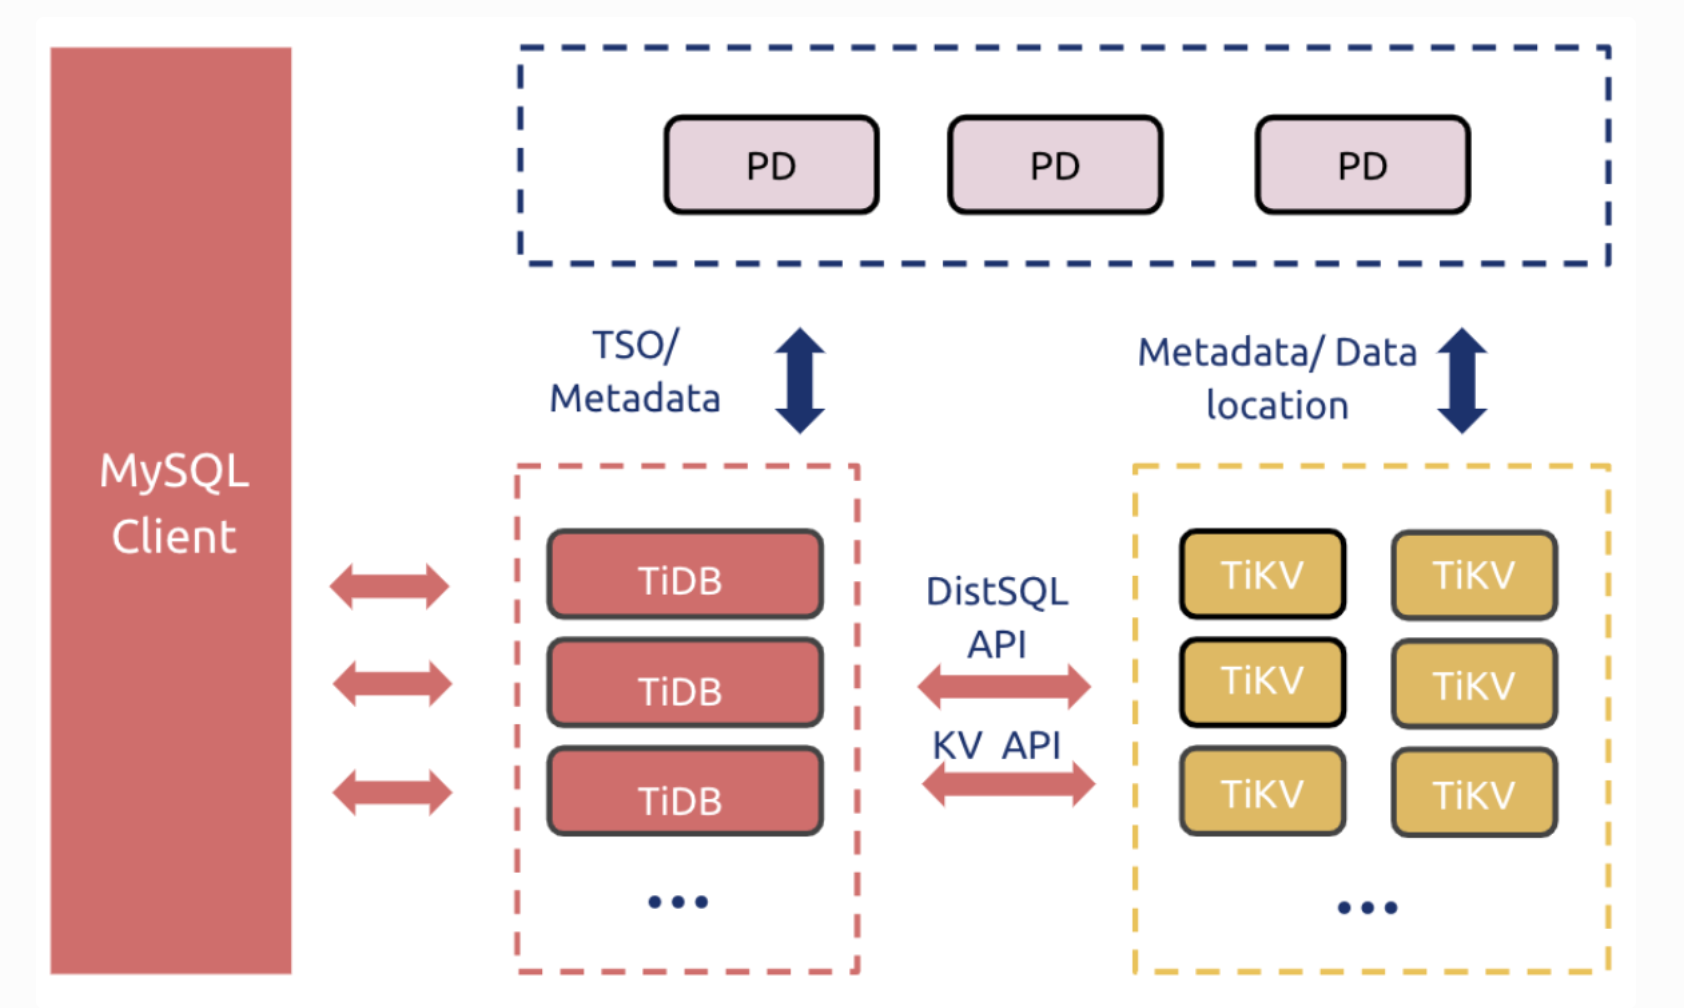 PD
PD
PD
TSO/
Metadata
Metadata/ Data
location
MySQL
Client
TiDB
TiDB
TiDB
...
DistSQL
API
KV API
TiKV
TiKV
TiKV
TiKV
TiKV
TiKV
...